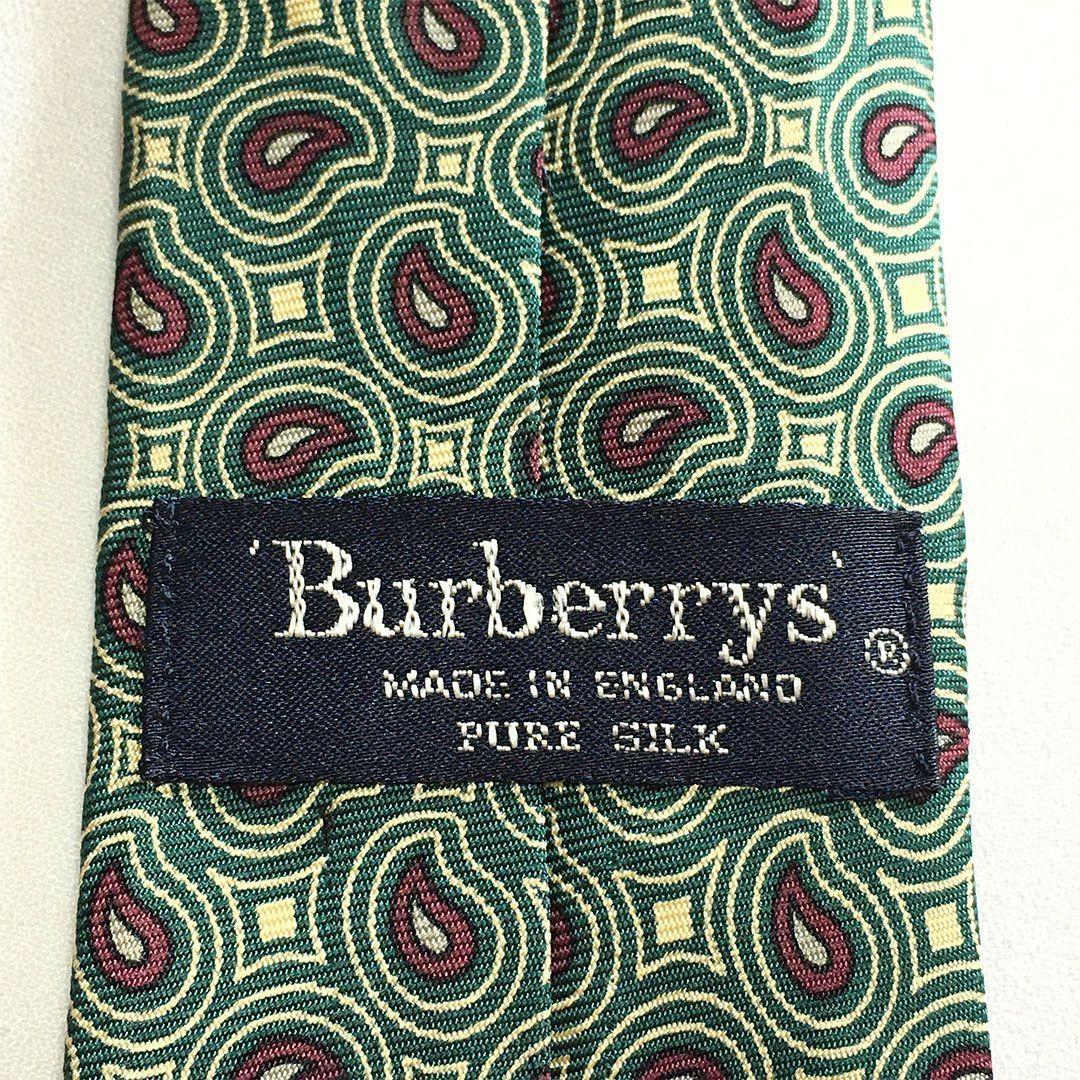 'Burberrys' ®
MADE IN ENGLAND
PURE SILK